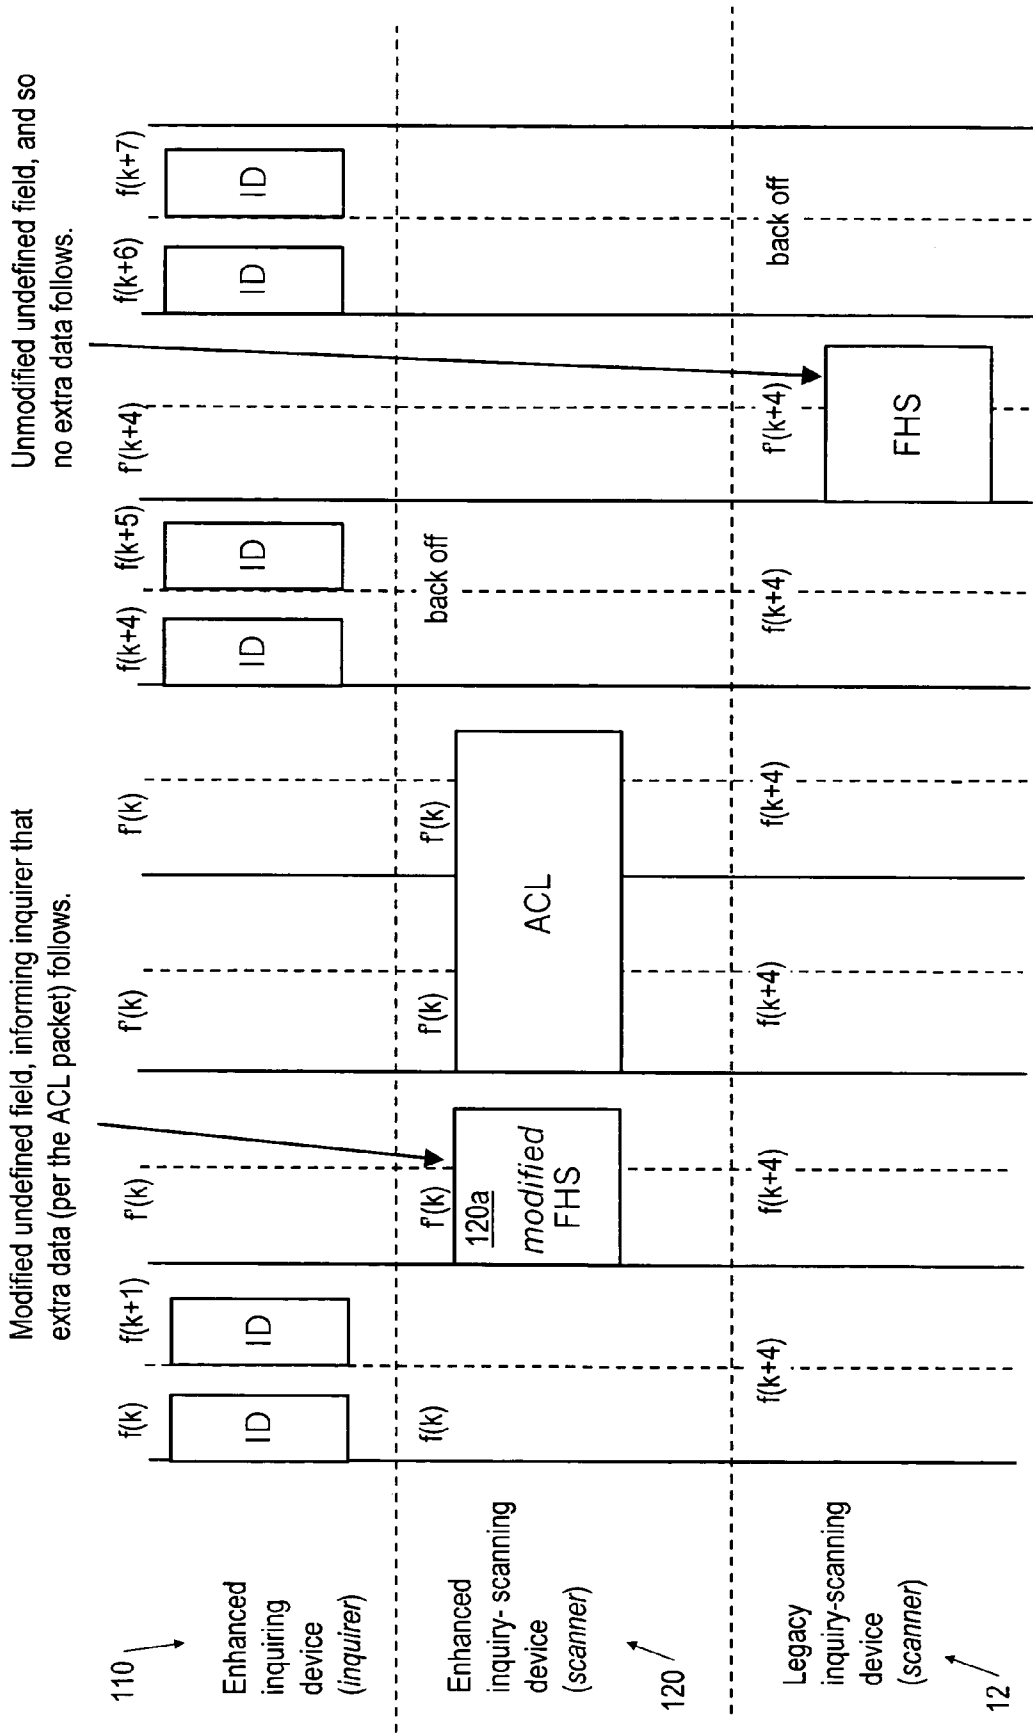 Modified undefined field, informing inquirer that
extra data (per the ACL packet) follows.
Unmodified undefined field, and so
no extra data follows.
110
Enhanced
inquiring
device
(inquirer)
f(k)
f(k+1)
f'(k)
f'(k)
f'(k)
f(k+4)
f(k+5)
f'(k+4)
f(k+6)
f(k+7)
ID
ID
ID
ID
ID
ID
Enhanced
inquiry- scanning
device
(scanner)
120
f(k)
f'(k)
f'(k)
f'(k)
back off
120a
modified
FHS
ACL
Legacy
inquiry-scanning
device
(scanner)
12
f(k+4)
f(k+4)
f(k+4)
f(k+4)
f(k+4)
f'(k+4)
back off
FHS